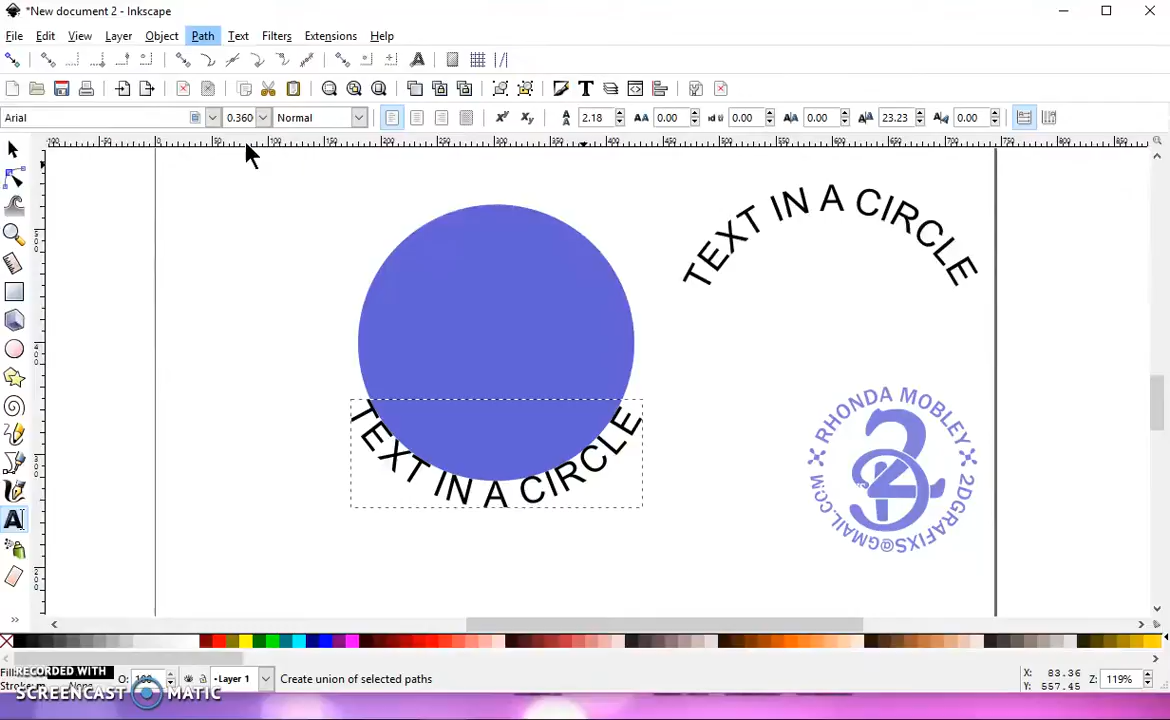 *New document 2 - Inkscape
File Edit View Layer Object Path Text Filters Extensions Help
Arial 0.360 Normal 2.18 0.00 0.00 0.00 23.23 0.00
TEXT IN A CIRCLE
TEXT IN A CIRCLE
RHONDA MOBLEY
2DGRAFIXS@GMAIL.COM
O: 100 Layer 1 Create union of selected paths
X: 83.36
Y: 557.45
Z: 119%
RECORDED WITH
SCREENCAST MATIC